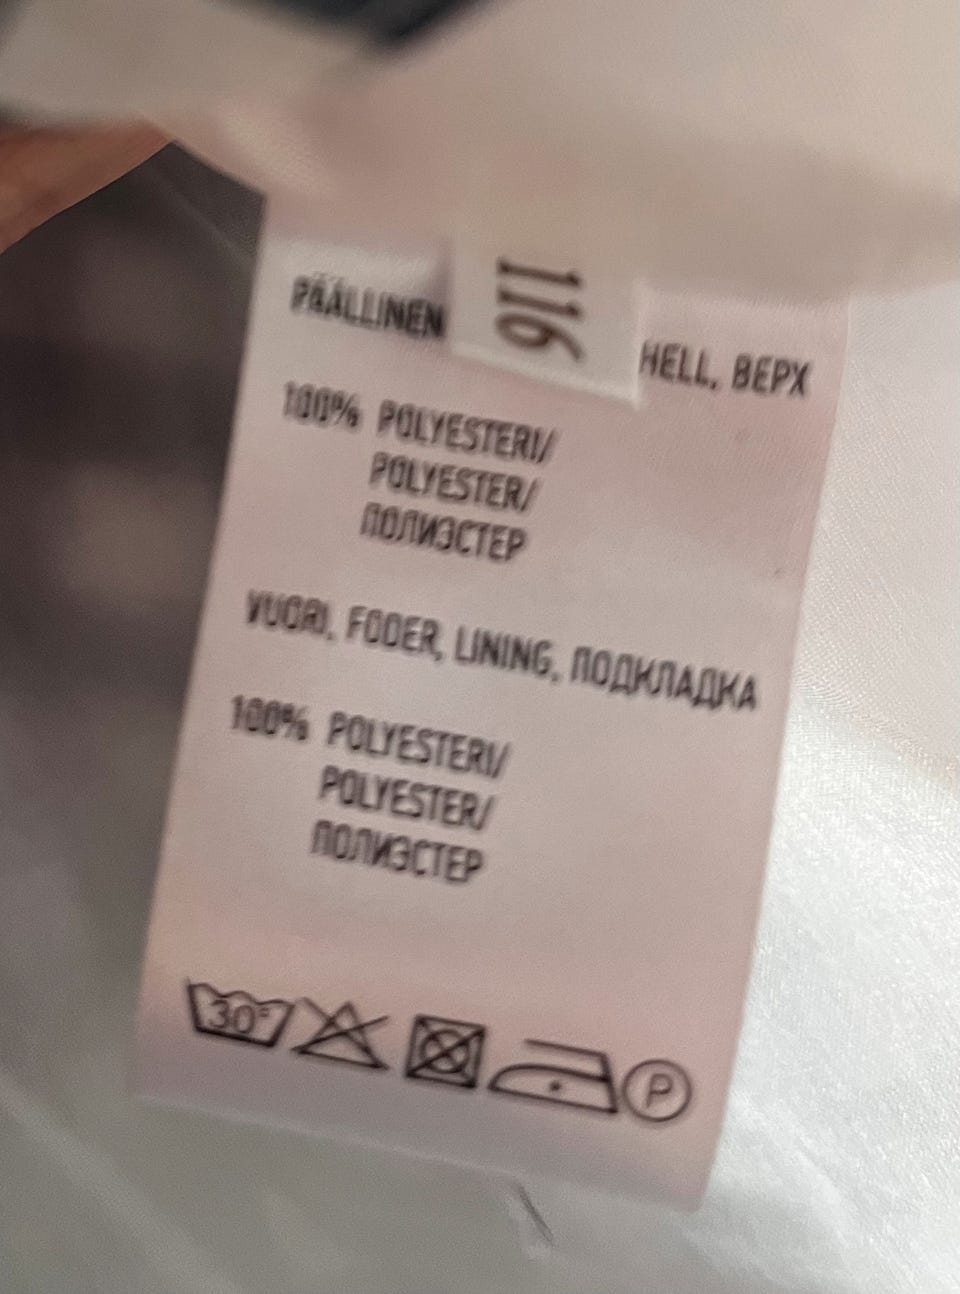 116
PÄÄLLINEN HELL, ВЕРХ
100% POLYESTERI/
POLYESTER/
ПОЛИЭСТЕР
VUORI, FODER, LINING, ПОДКЛАДКА
100% POLYESTERI/
POLYESTER/
ПОЛИЭСТЕР
30°
P